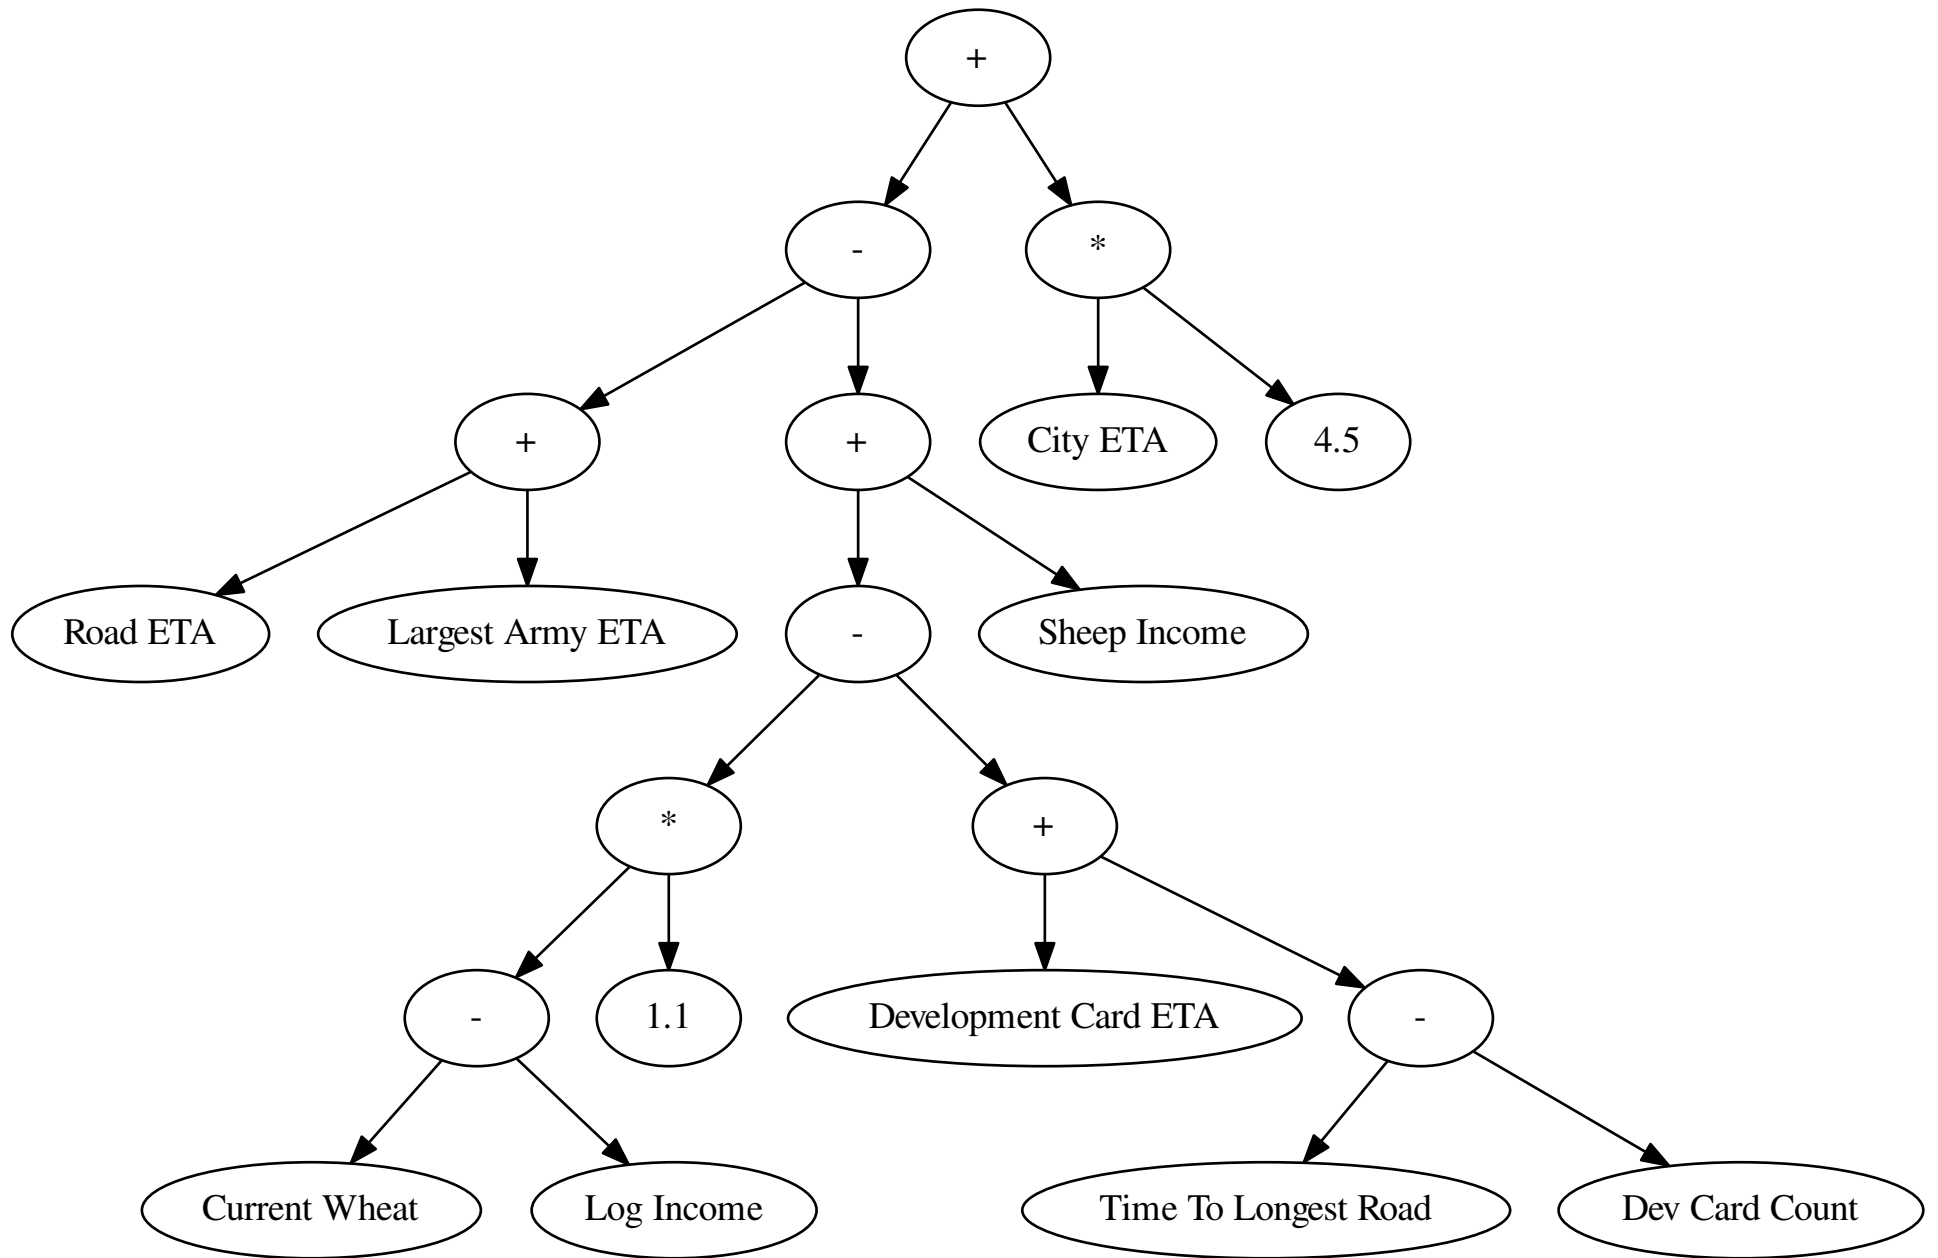 +
- *
+ + City ETA 4.5
Road ETA Largest Army ETA - Sheep Income
* +
- 1.1 Development Card ETA -
Current Wheat Log Income Time To Longest Road Dev Card Count